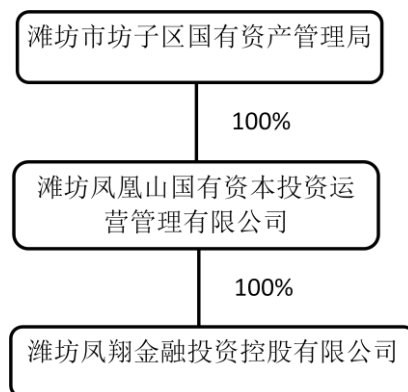 潍坊市坊子区国有资产管理局
100%
潍坊凤凰山国有资本投资运
营管理有限公司
100%
潍坊凤翔金融投资控股有限公司